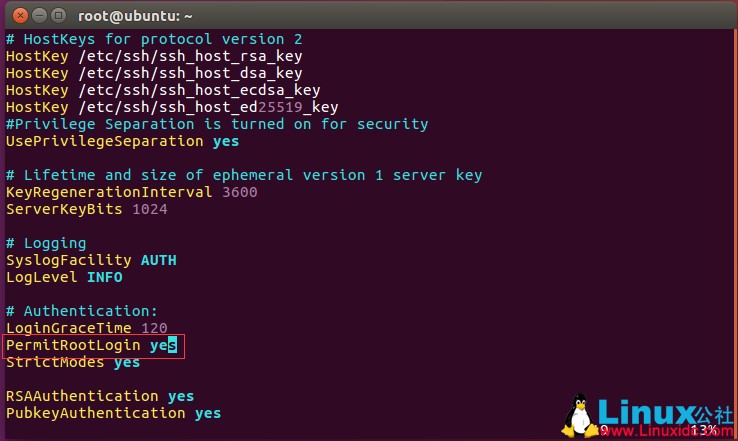 root@ubuntu: ~
# HostKeys for protocol version 2
HostKey /etc/ssh/ssh_host_rsa_key
HostKey /etc/ssh/ssh_host_dsa_key
HostKey /etc/ssh/ssh_host_ecdsa_key
HostKey /etc/ssh/ssh_host_ed25519_key
#Privilege Separation is turned on for security
UsePrivilegeSeparation yes
# Lifetime and size of ephemeral version 1 server key
KeyRegenerationInterval 3600
ServerKeyBits 1024
# Logging
SyslogFacility AUTH
LogLevel INFO
# Authentication:
LoginGraceTime 120
PermitRootLogin yes
StrictModes yes
RSAAuthentication yes
PubkeyAuthentication yes
Linux公社
www.Linuxidc.com
13%